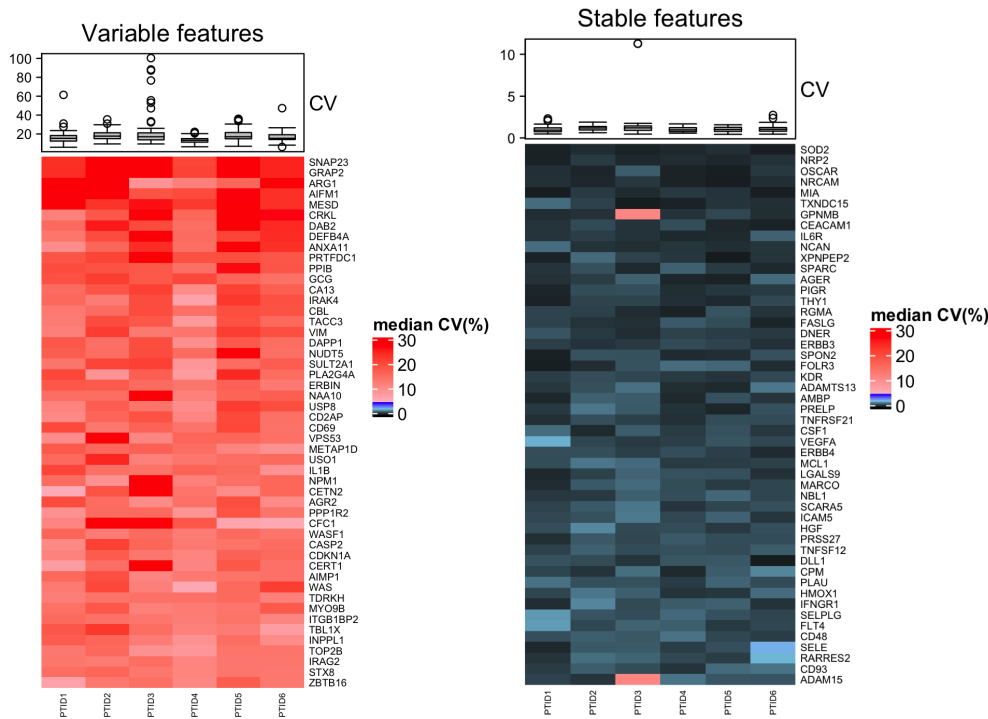 Variable features
100
80
60
40
20
CV
SNAP23
GRAP2
ARG1
AIFM1
MESD
CRKL
DAB2
DEFB4A
ANXA11
PRTFDC1
PPIB
GCG
CA13
IRAK4
CBL
TACC3
VIM
DAPP1
NUDT5
SULT2A1
PLA2G4A
ERBIN
NAA10
USP8
CD2AP
CD69
VPS53
METAP1D
USO1
IL1B
NPM1
CETN2
AGR2
PPP1R2
CFC1
WASF1
CASP2
CDKN1A
CERT1
AIMP1
WAS
TDRKH
MYO9B
ITGB1BP2
TBL1X
INPPL1
TOP2B
IRAG2
STX8
ZBTB16
PTID1 PTID2 PTID3 PTID4 PTID5 PTID6
median CV(%)
30
20
10
0
Stable features
10
5
0
CV
SOD2
NRP2
OSCAR
NRCAM
MIA
TXNDC15
GPNMB
CEACAM1
IL6R
NCAN
XPNPEP2
SPARC
AGER
PIGR
THY1
RGMA
FASLG
DNER
ERBB3
SPON2
FOLR3
KDR
ADAMTS13
AMBP
PRELP
TNFRSF21
CSF1
VEGFA
ERBB4
MCL1
LGALS9
MARCO
NBL1
SCARA5
ICAM5
HGF
PRSS27
TNFSF12
DLL1
CPM
PLAU
HMOX1
IFNGR1
SELPLG
FLT4
CD48
SELE
RARRES2
CD93
ADAM15
PTID1 PTID2 PTID3 PTID4 PTID5 PTID6
median CV(%)
30
20
10
0